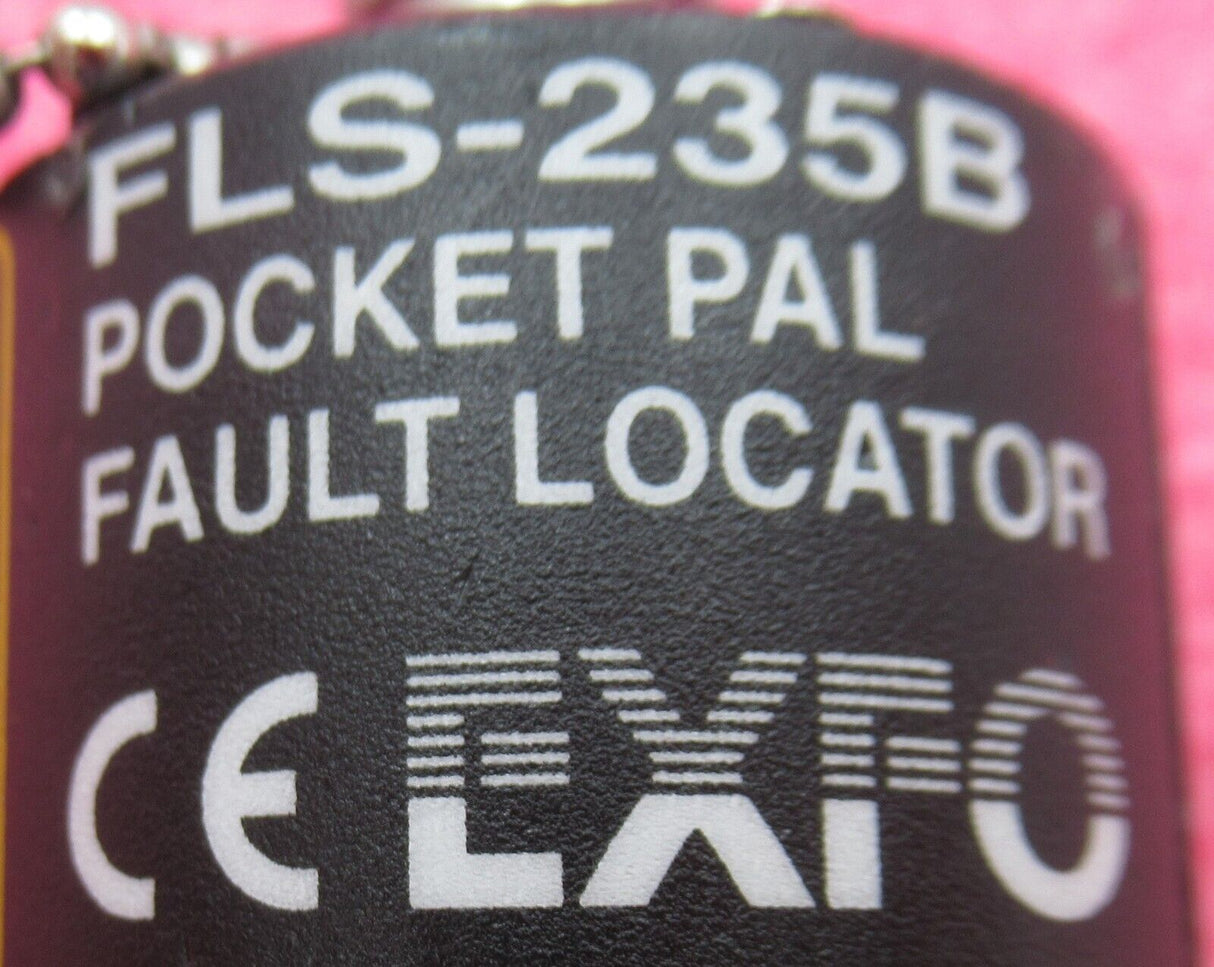 FLS-235B
POCKET PAL
FAULT LOCATOR
CE EXFO